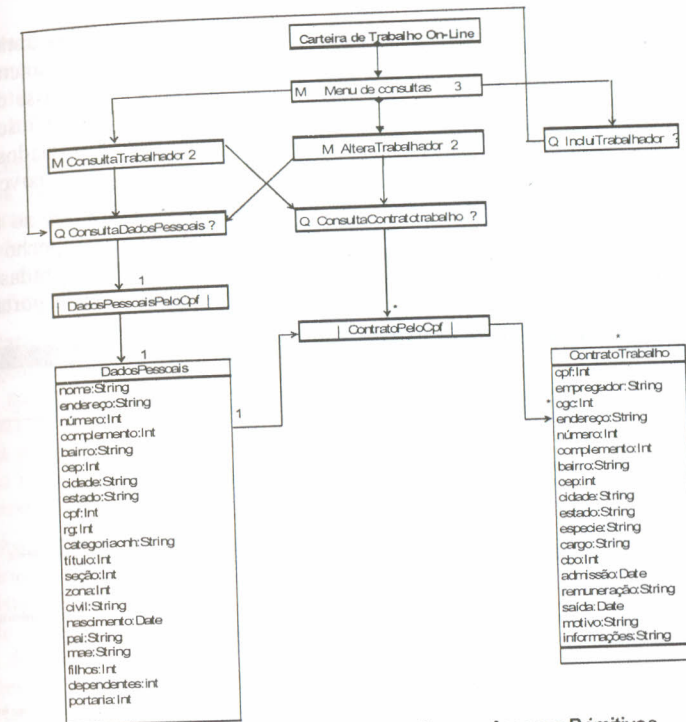 Carteira de Trabalho On-Line
M Menu de consultas 3
M ConsultaTrabalhador 2
M AlteraTrabalhador 2
Q IncluiTrabalhador ?
Q ConsultaDadosPessoais ?
Q ConsultaContratotrabalho ?
1
*
| DadosPessoaisPeloCpf |
| ContratoPeloCpf |
1
*
DadosPessoais
nome:String
endereço:String
número:Int
complemento:Int
bairro:String
cep:Int
cidade:String
estado:String
cpf:Int
rg:Int
categoriacnh:String
título:Int
seção:Int
zona:Int
civil:String
nascimento:Date
pai:String
mae:String
filhos:Int
dependentes:int
portaria:Int
1
*
ContratoTrabalho
cpf:Int
empregador:String
cgc:Int
endereço:String
número:Int
complemento:Int
bairro:String
cep:int
cidade:String
estado:String
especie:String
cargo:String
cbo:Int
admissão:Date
remuneração:String
saída:Date
motivo:String
informações:String
Primitivos